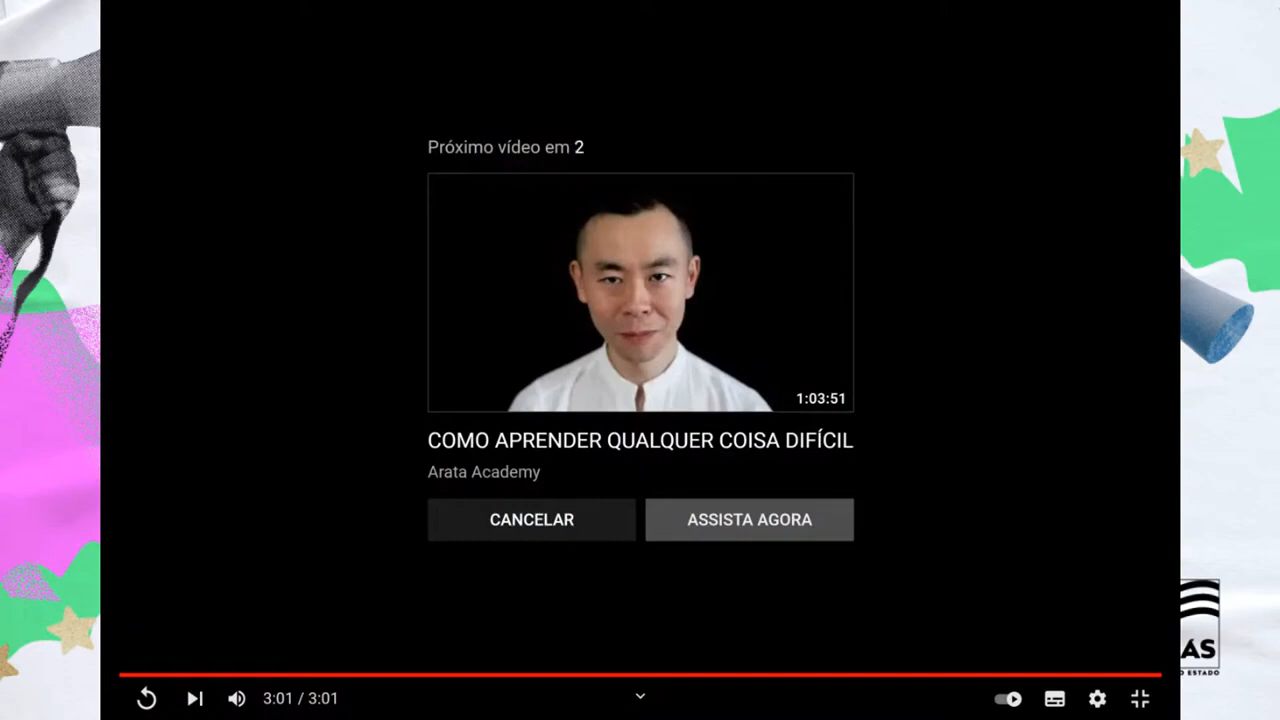 Próximo vídeo em 2
1:03:51
COMO APRENDER QUALQUER COISA DIFÍCIL
Arata Academy
CANCELAR
ASSISTA AGORA
ÁS
O ESTADO
3:01 / 3:01